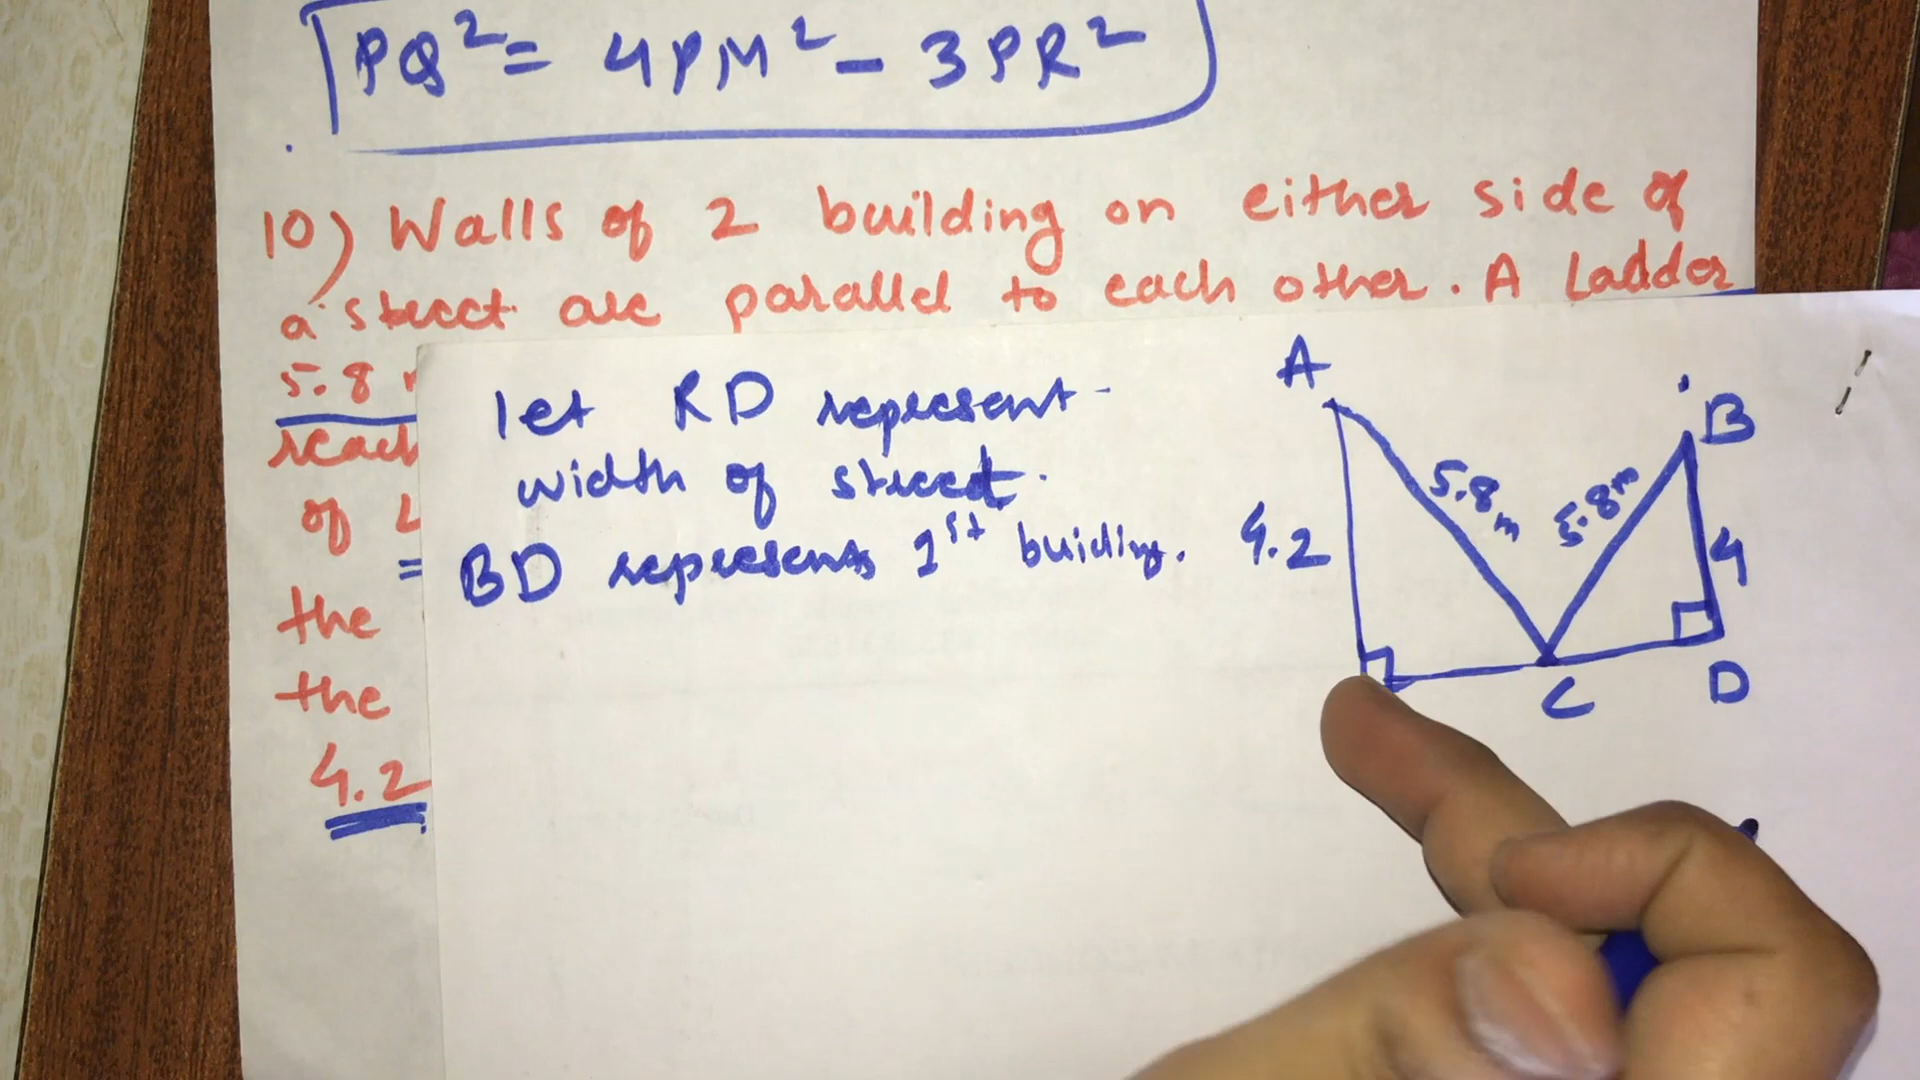 PQ² = 4PM² - 3PR²
10) Walls of 2 building on either side of
a street are parallel to each other. A Ladder
5.8
reach
of
the
the
4.2
let RD represent
width of street.
BD represents 1st building.
A
B
5.8m
5.8m
4.2
4
C
D